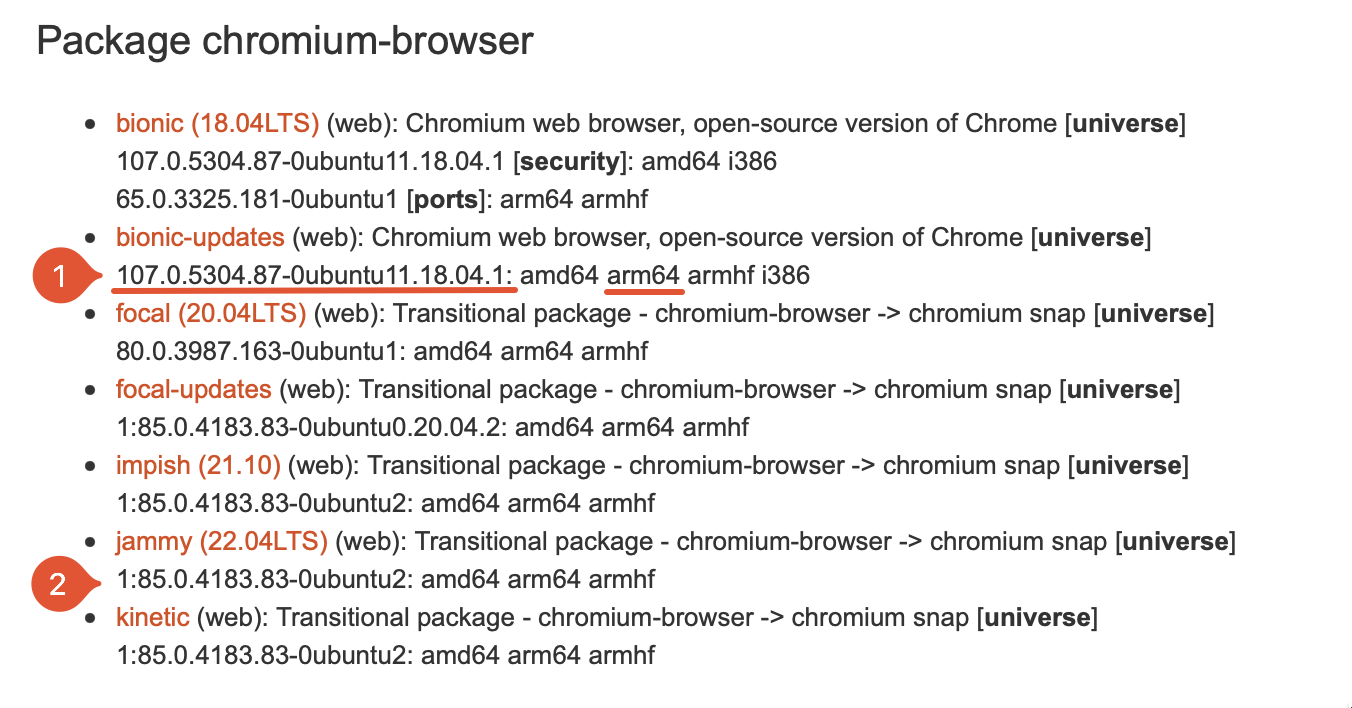 Package chromium-browser
bionic (18.04LTS) (web): Chromium web browser, open-source version of Chrome [universe]
107.0.5304.87-0ubuntu11.18.04.1 [security]: amd64 i386
65.0.3325.181-0ubuntu1 [ports]: arm64 armhf
bionic-updates (web): Chromium web browser, open-source version of Chrome [universe]
1 107.0.5304.87-0ubuntu11.18.04.1: amd64 arm64 armhf i386
focal (20.04LTS) (web): Transitional package - chromium-browser -> chromium snap [universe]
80.0.3987.163-0ubuntu1: amd64 arm64 armhf
focal-updates (web): Transitional package - chromium-browser -> chromium snap [universe]
1:85.0.4183.83-0ubuntu0.20.04.2: amd64 arm64 armhf
impish (21.10) (web): Transitional package - chromium-browser -> chromium snap [universe]
1:85.0.4183.83-0ubuntu2: amd64 arm64 armhf
jammy (22.04LTS) (web): Transitional package - chromium-browser -> chromium snap [universe]
2 1:85.0.4183.83-0ubuntu2: amd64 arm64 armhf
kinetic (web): Transitional package - chromium-browser -> chromium snap [universe]
1:85.0.4183.83-0ubuntu2: amd64 arm64 armhf